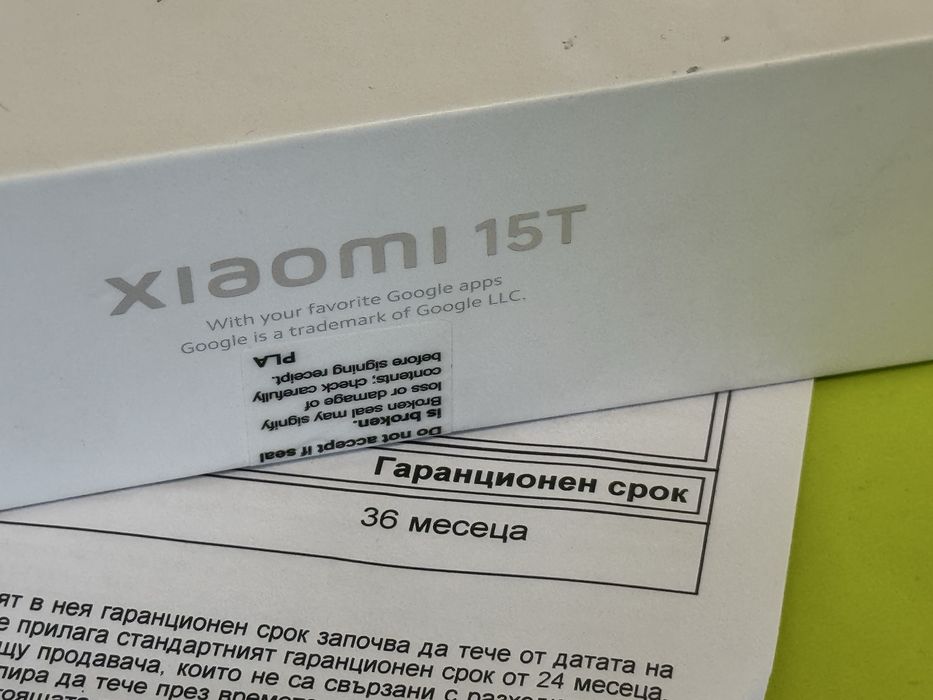 xiaomi 15T
With your favorite Google apps
Google is a trademark of Google LLC.
Do not accept if seal
is broken.
Broken seal may signify
loss or damage of
contents; check carefully
before signing receipt.
PLA
Гаранционен срок
36 месеца
ят в нея гаранционен срок започва да тече от датата на
е прилага стандартният гаранционен срок от 24 месеца,
щу продавача, които не са свързани с
да тече през